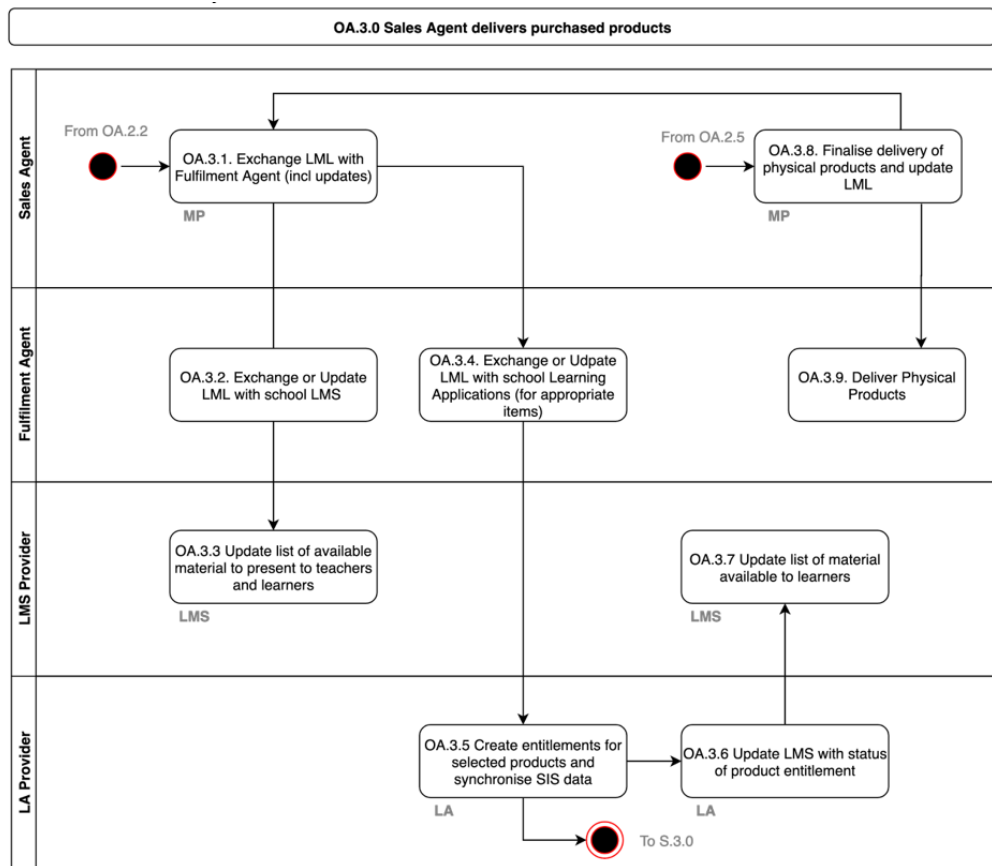 OA.3.0 Sales Agent delivers purchased products
Sales Agent
From OA.2.2
OA.3.1. Exchange LML with
Fulfilment Agent (incl updates)
MP
From OA.2.5
OA.3.8. Finalise delivery of
physical products and update
LML
MP
Fulfilment Agent
OA.3.2. Exchange or Update
LML with school LMS
OA.3.4. Exchange or Udpate
LML with school Learning
Applications (for appropriate
items)
OA.3.9. Deliver Physical
Products
LMS Provider
OA.3.3 Update list of available
material to present to teachers
and learners
LMS
OA.3.7 Update list of material
available to learners
LMS
LA Provider
OA.3.5 Create entitlements for
selected products and
synchronise SIS data
LA
OA.3.6 Update LMS with status
of product entitlement
LA
To S.3.0